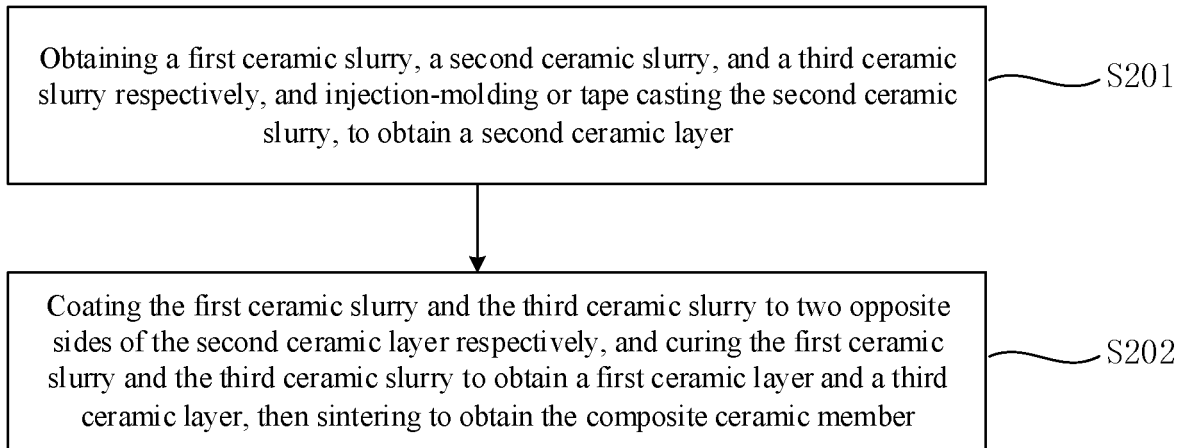 Obtaining a first ceramic slurry, a second ceramic slurry, and a third ceramic
slurry respectively, and injection-molding or tape casting the second ceramic
slurry, to obtain a second ceramic layer
S201
Coating the first ceramic slurry and the third ceramic slurry to two opposite
sides of the second ceramic layer respectively, and curing the first ceramic
slurry and the third ceramic slurry to obtain a first ceramic layer and a third
ceramic layer, then sintering to obtain the composite ceramic member
S202